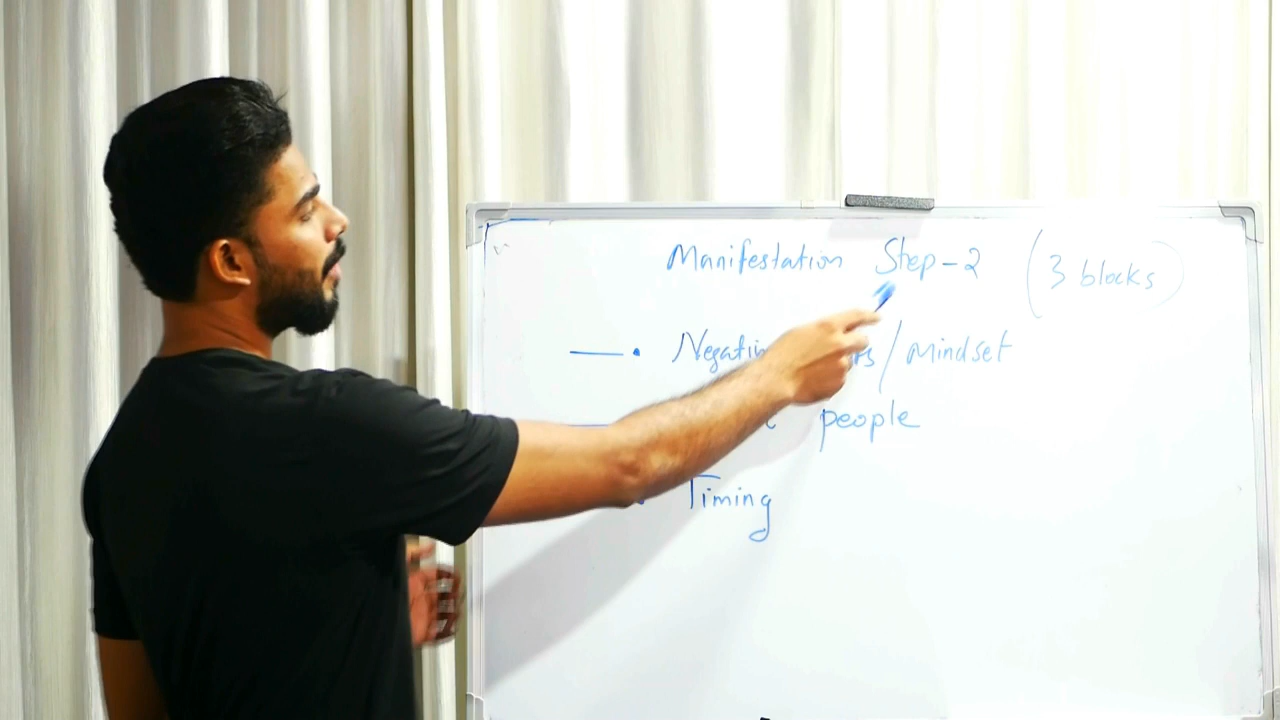 Manifestation Step-2 (3 blocks)
/ Mindset
people
Timing